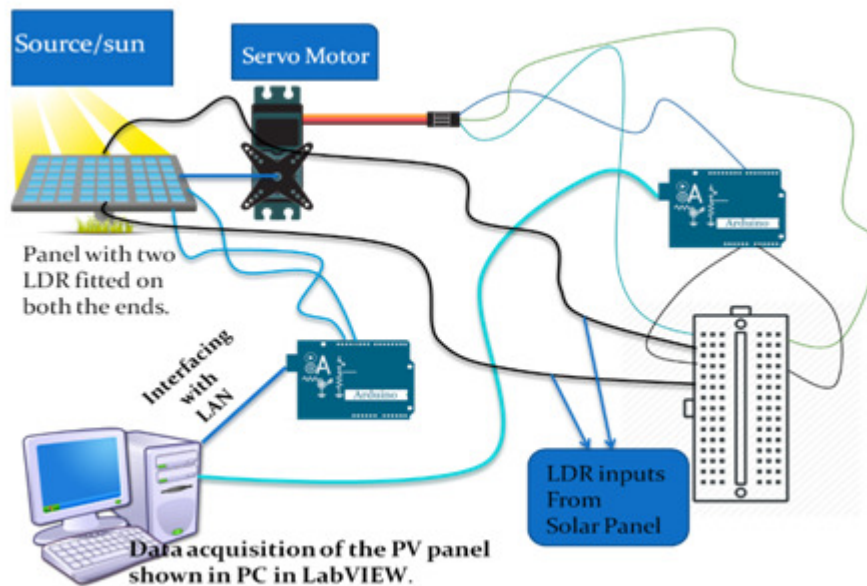 Source/sun
Servo Motor
Panel with two
LDR fitted on
both the ends.
Arduino
Interfacing
with
LAN
Arduino
LDR inputs
From
Solar Panel
Data acquisition of the PV panel
shown in PC in LabVIEW.